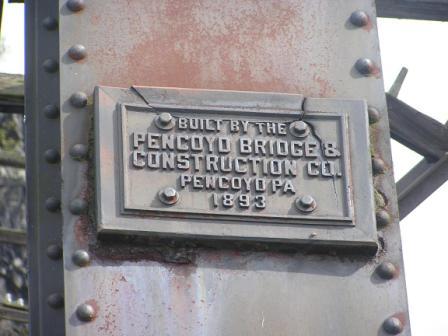 BUILT BY THE
PENCOYD BRIDGE &
CONSTRUCTION CO.
PENCOYD PA
1893